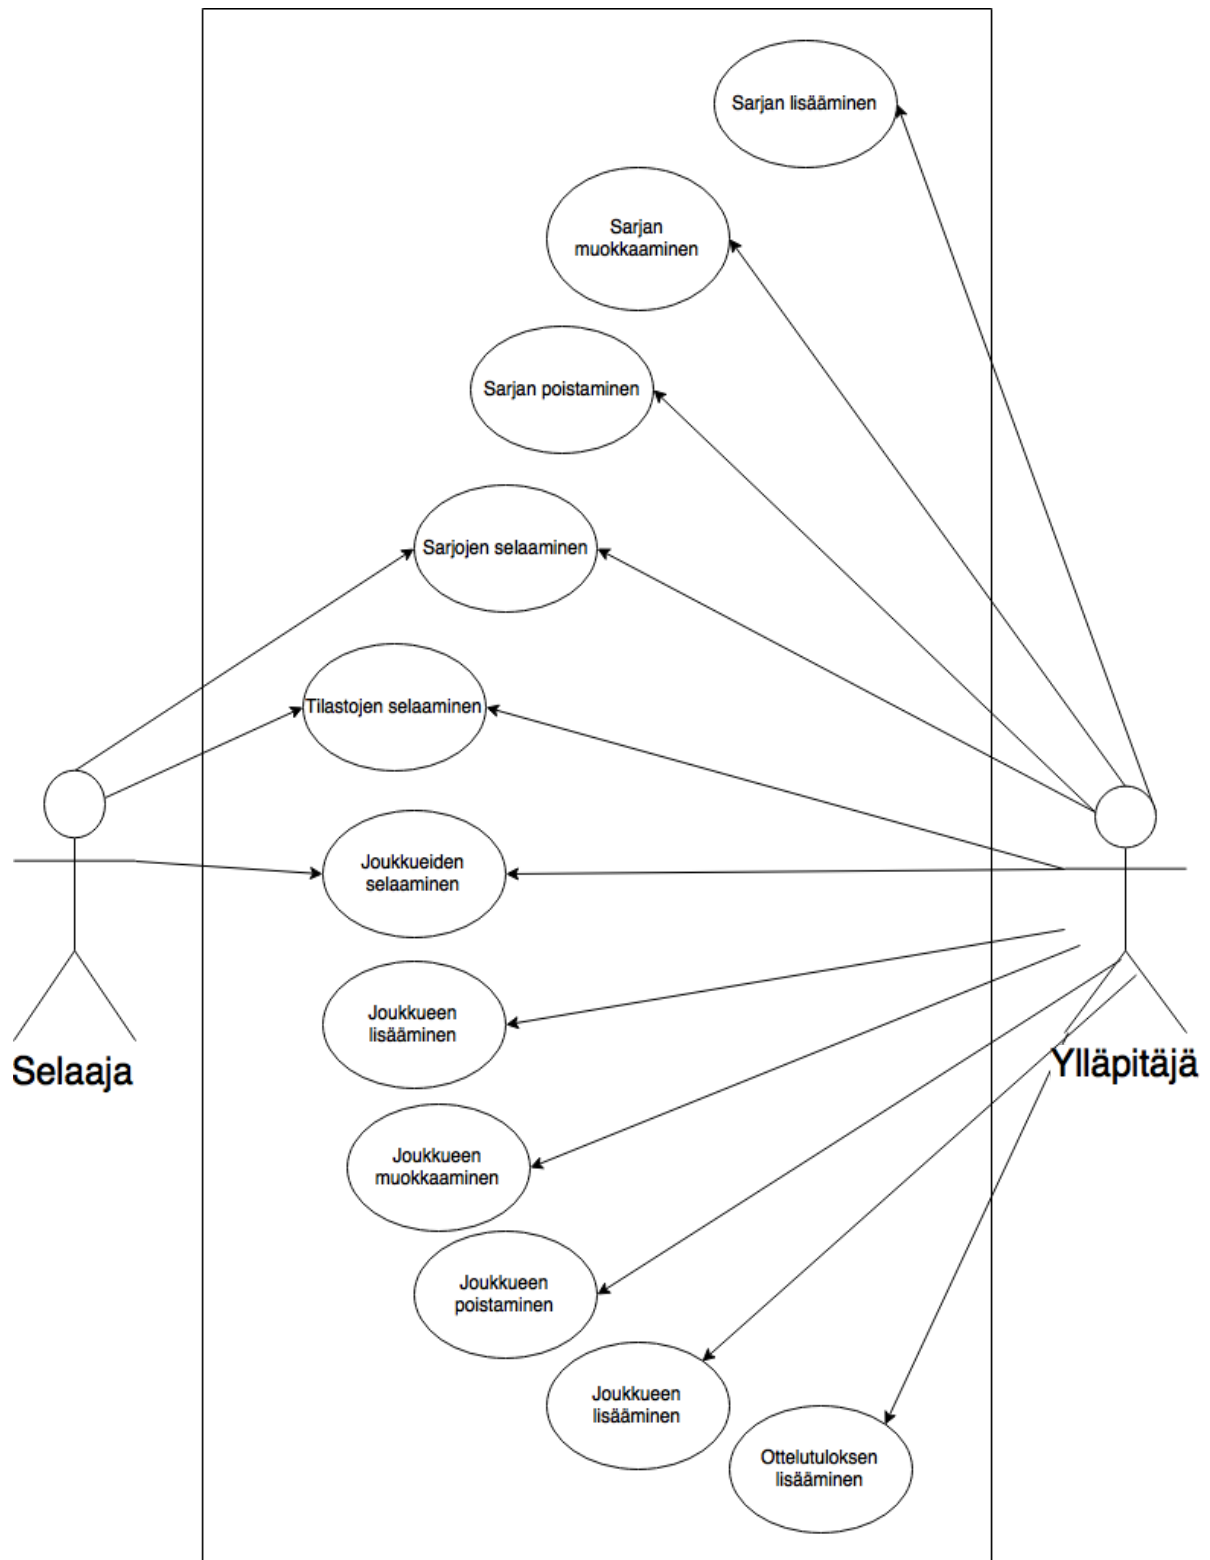 Sarjan lisääminen
Sarjan
muokkaaminen
Sarjan poistaminen
Sarjojen selaaminen
Tilastojen selaaminen
Joukkueiden
selaaminen
Joukkueen
lisääminen
Selaaja
Ylläpitäjä
Joukkueen
muokkaaminen
Joukkueen
poistaminen
Joukkueen
lisääminen
Ottelutuloksen
lisääminen